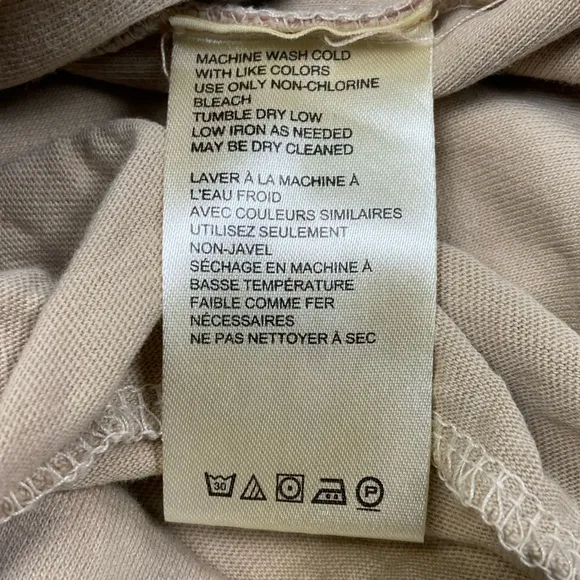 MACHINE WASH COLD
WITH LIKE COLORS
USE ONLY NON-CHLORINE
BLEACH
TUMBLE DRY LOW
LOW IRON AS NEEDED
MAY BE DRY CLEANED
LAVER À LA MACHINE À
L'EAU FROID
AVEC COULEURS SIMILAIRES
UTILISEZ SEULEMENT
NON-JAVEL
SÉCHAGE EN MACHINE À
BASSE TEMPÉRATURE
FAIBLE COMME FER
NÉCESSAIRES
NE PAS NETTOYER À SEC
30 P